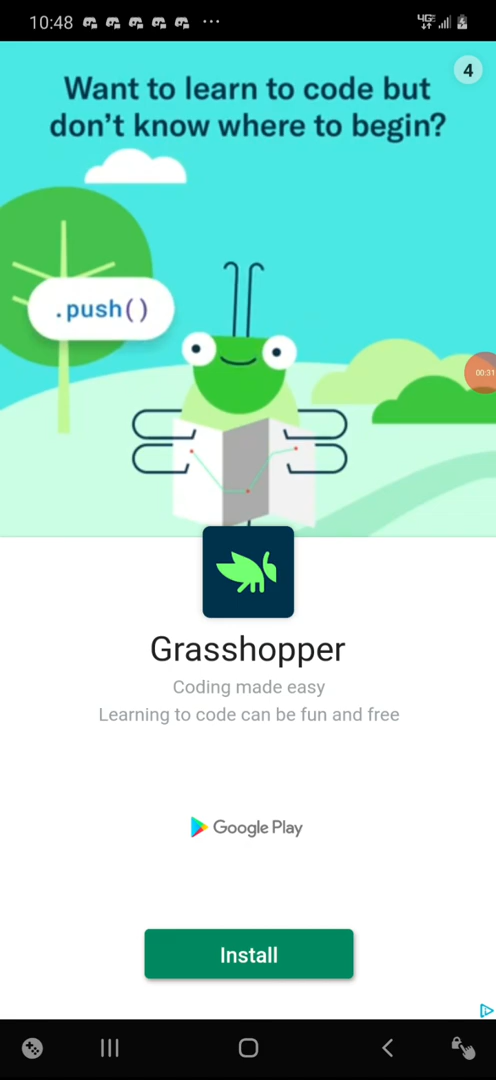 10:48
4G
4
Want to learn to code but
don't know where to begin?
.push()
00:31
Grasshopper
Coding made easy
Learning to code can be fun and free
Google Play
Install